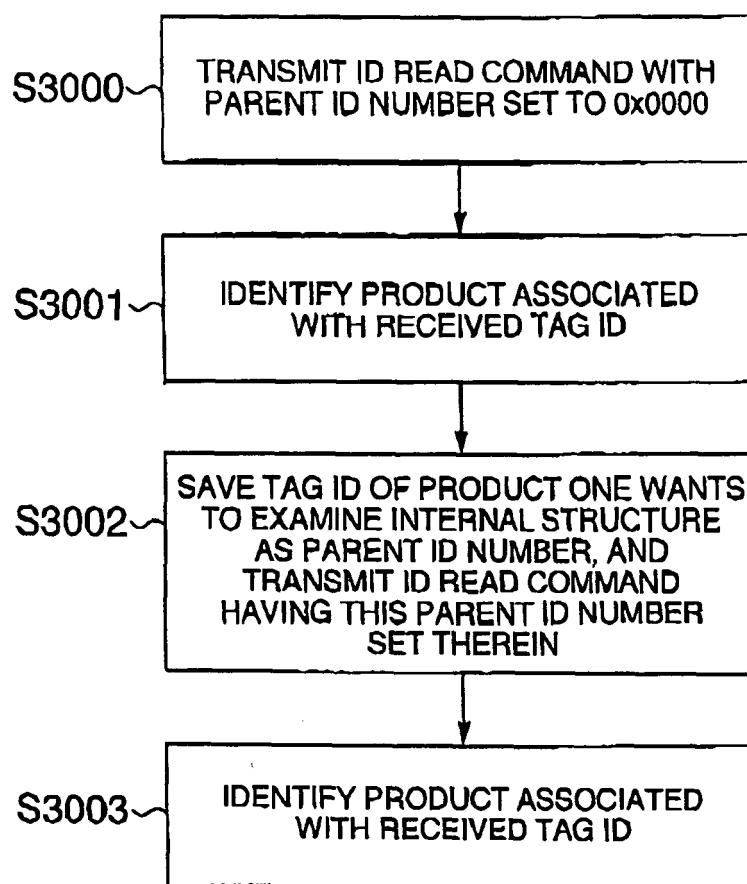 S3000
TRANSMIT ID READ COMMAND WITH
PARENT ID NUMBER SET TO 0x0000
S3001
IDENTIFY PRODUCT ASSOCIATED
WITH RECEIVED TAG ID
S3002
SAVE TAG ID OF PRODUCT ONE WANTS
TO EXAMINE INTERNAL STRUCTURE
AS PARENT ID NUMBER, AND
TRANSMIT ID READ COMMAND
HAVING THIS PARENT ID NUMBER
SET THEREIN
S3003
IDENTIFY PRODUCT ASSOCIATED
WITH RECEIVED TAG ID